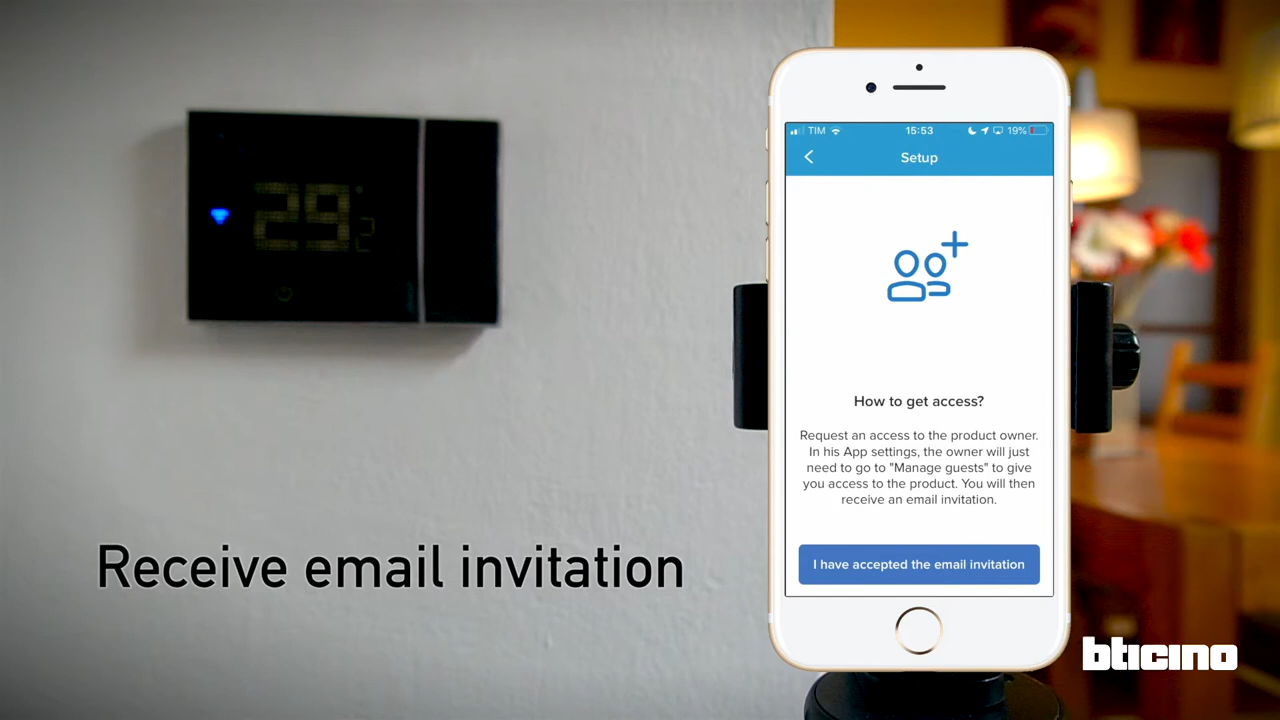 29
2
TIM
15:53
19%
Setup
How to get access?
Request an access to the product owner.
In his App settings, the owner will just
need to go to "Manage guests" to give
you access to the product. You will then
receive an email invitation.
I have accepted the email invitation
Receive email invitation
bticino